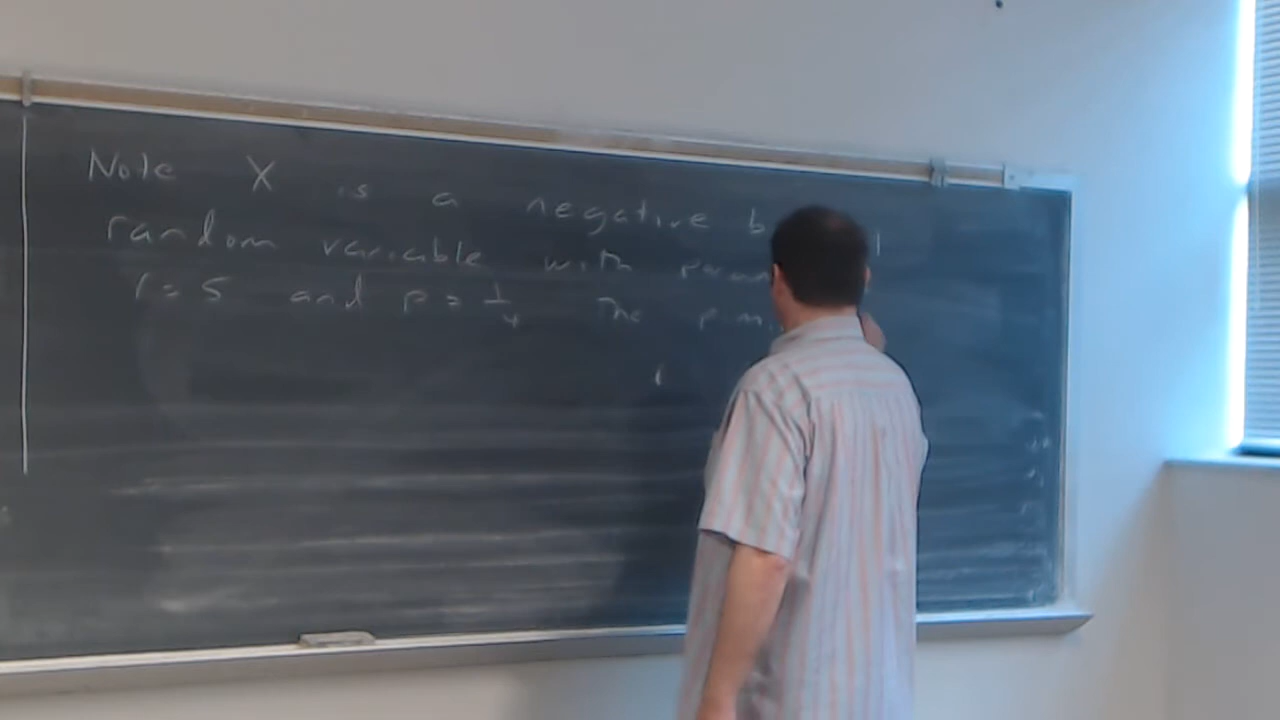 Note X is a negative b l
random variable with param
r = 5 and p = 1/4 The p.m.
(